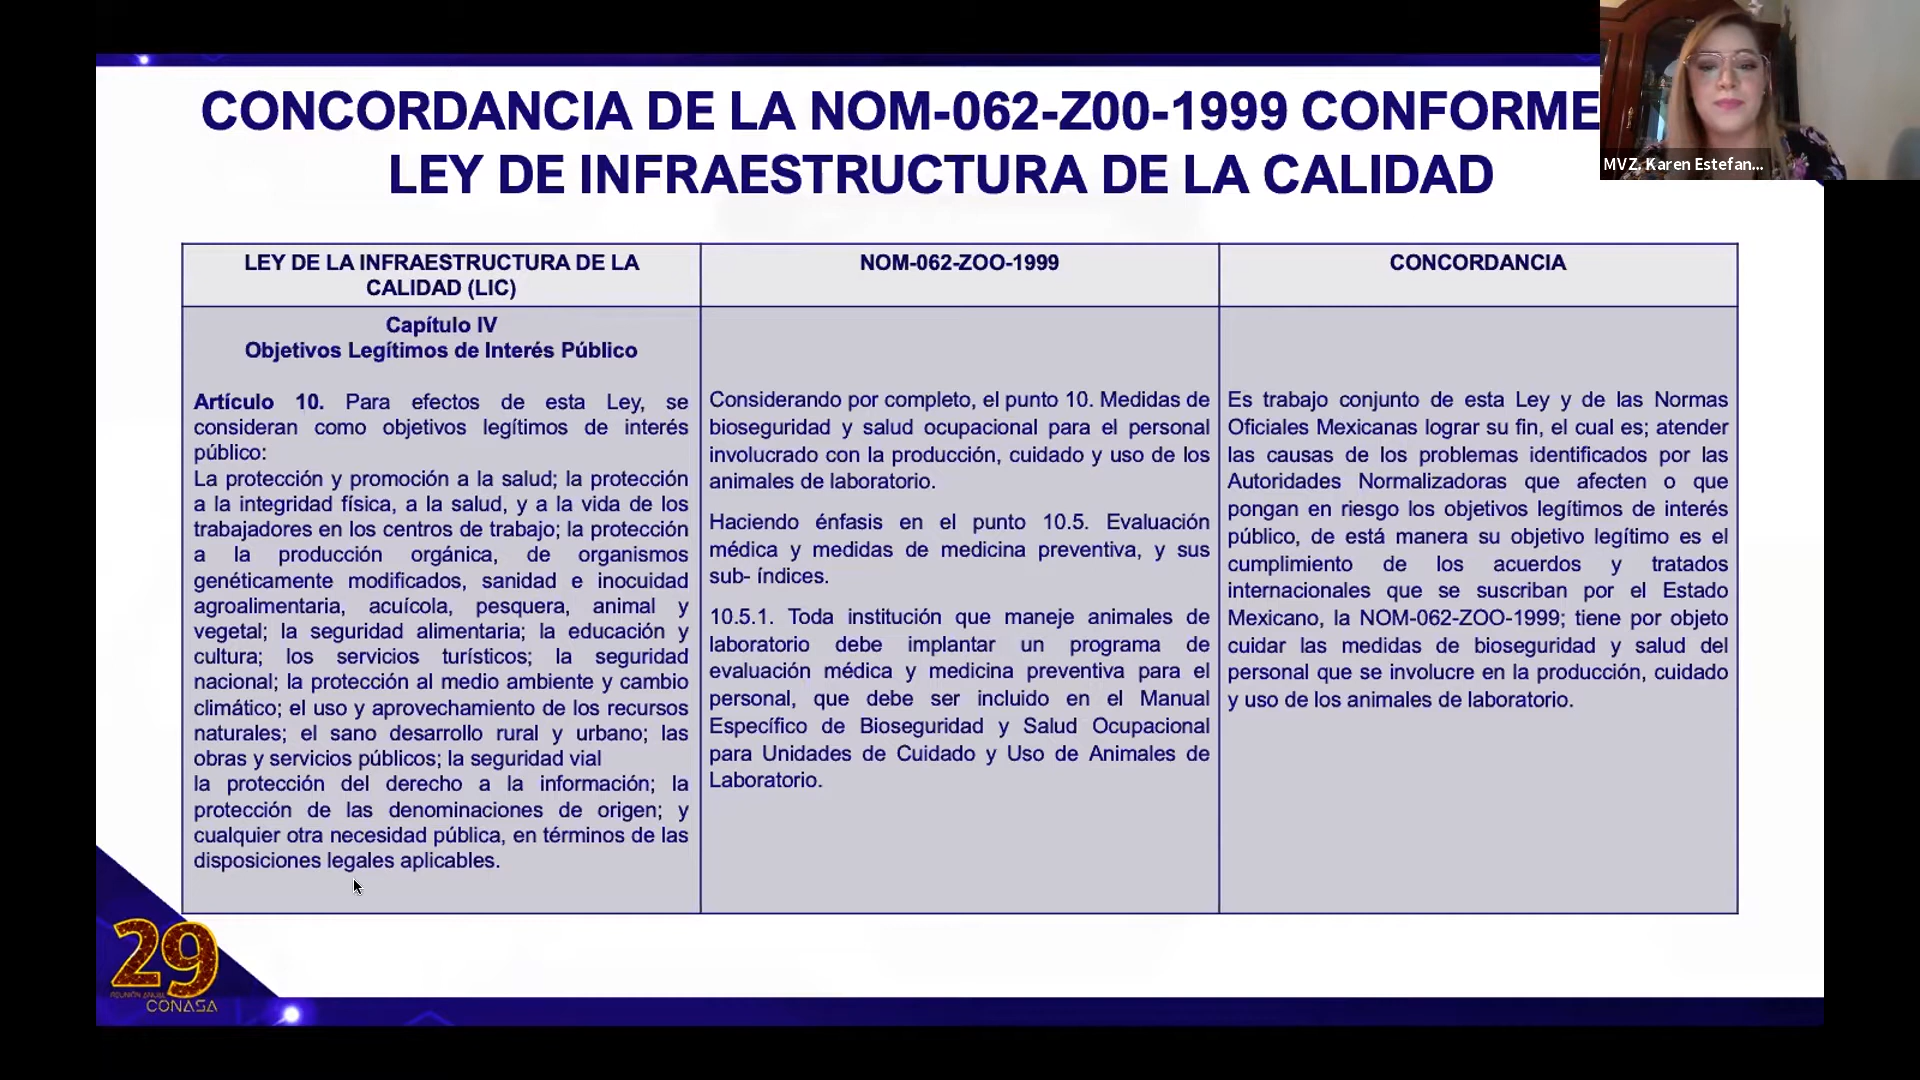 CONCORDANCIA DE LA NOM-062-Z00-1999 CONFORME
LEY DE INFRAESTRUCTURA DE LA CALIDAD
MVZ. Karen Estefan...
LEY DE LA INFRAESTRUCTURA DE LA
CALIDAD (LIC)
NOM-062-ZOO-1999
CONCORDANCIA
Capítulo IV
Objetivos Legítimos de Interés Público
Artículo 10. Para efectos de esta Ley, se
consideran como objetivos legítimos de interés
público:
La protección y promoción a la salud; la protección
a la integridad física, a la salud, y a la vida de los
trabajadores en los centros de trabajo; la protección
a la producción orgánica, de organismos
genéticamente modificados, sanidad e inocuidad
agroalimentaria, acuícola, pesquera, animal y
vegetal; la seguridad alimentaria; la educación y
cultura; los servicios turísticos; la seguridad
nacional; la protección al medio ambiente y cambio
climático; el uso y aprovechamiento de los recursos
naturales; el sano desarrollo rural y urbano; las
obras y servicios públicos; la seguridad vial
la protección del derecho a la información; la
protección de las denominaciones de origen; y
cualquier otra necesidad pública, en términos de las
disposiciones legales aplicables.
Considerando por completo, el punto 10. Medidas de
bioseguridad y salud ocupacional para el personal
involucrado con la producción, cuidado y uso de los
animales de laboratorio.
Haciendo énfasis en el punto 10.5. Evaluación
médica y medidas de medicina preventiva, y sus
sub- índices.
10.5.1. Toda institución que maneje animales de
laboratorio debe implantar un programa de
evaluación médica y medicina preventiva para el
personal, que debe ser incluido en el Manual
Específico de Bioseguridad y Salud Ocupacional
para Unidades de Cuidado y Uso de Animales de
Laboratorio.
Es trabajo conjunto de esta Ley y de las Normas
Oficiales Mexicanas lograr su fin, el cual es; atender
las causas de los problemas identificados por las
Autoridades Normalizadoras que afecten o que
pongan en riesgo los objetivos legítimos de interés
público, de está manera su objetivo legítimo es el
cumplimiento de los acuerdos y tratados
internacionales que se suscriban por el Estado
Mexicano, la NOM-062-ZOO-1999; tiene por objeto
cuidar las medidas de bioseguridad y salud del
personal que se involucre en la producción, cuidado
y uso de los animales de laboratorio.
29
REUNIÓN ANUAL
CONASA